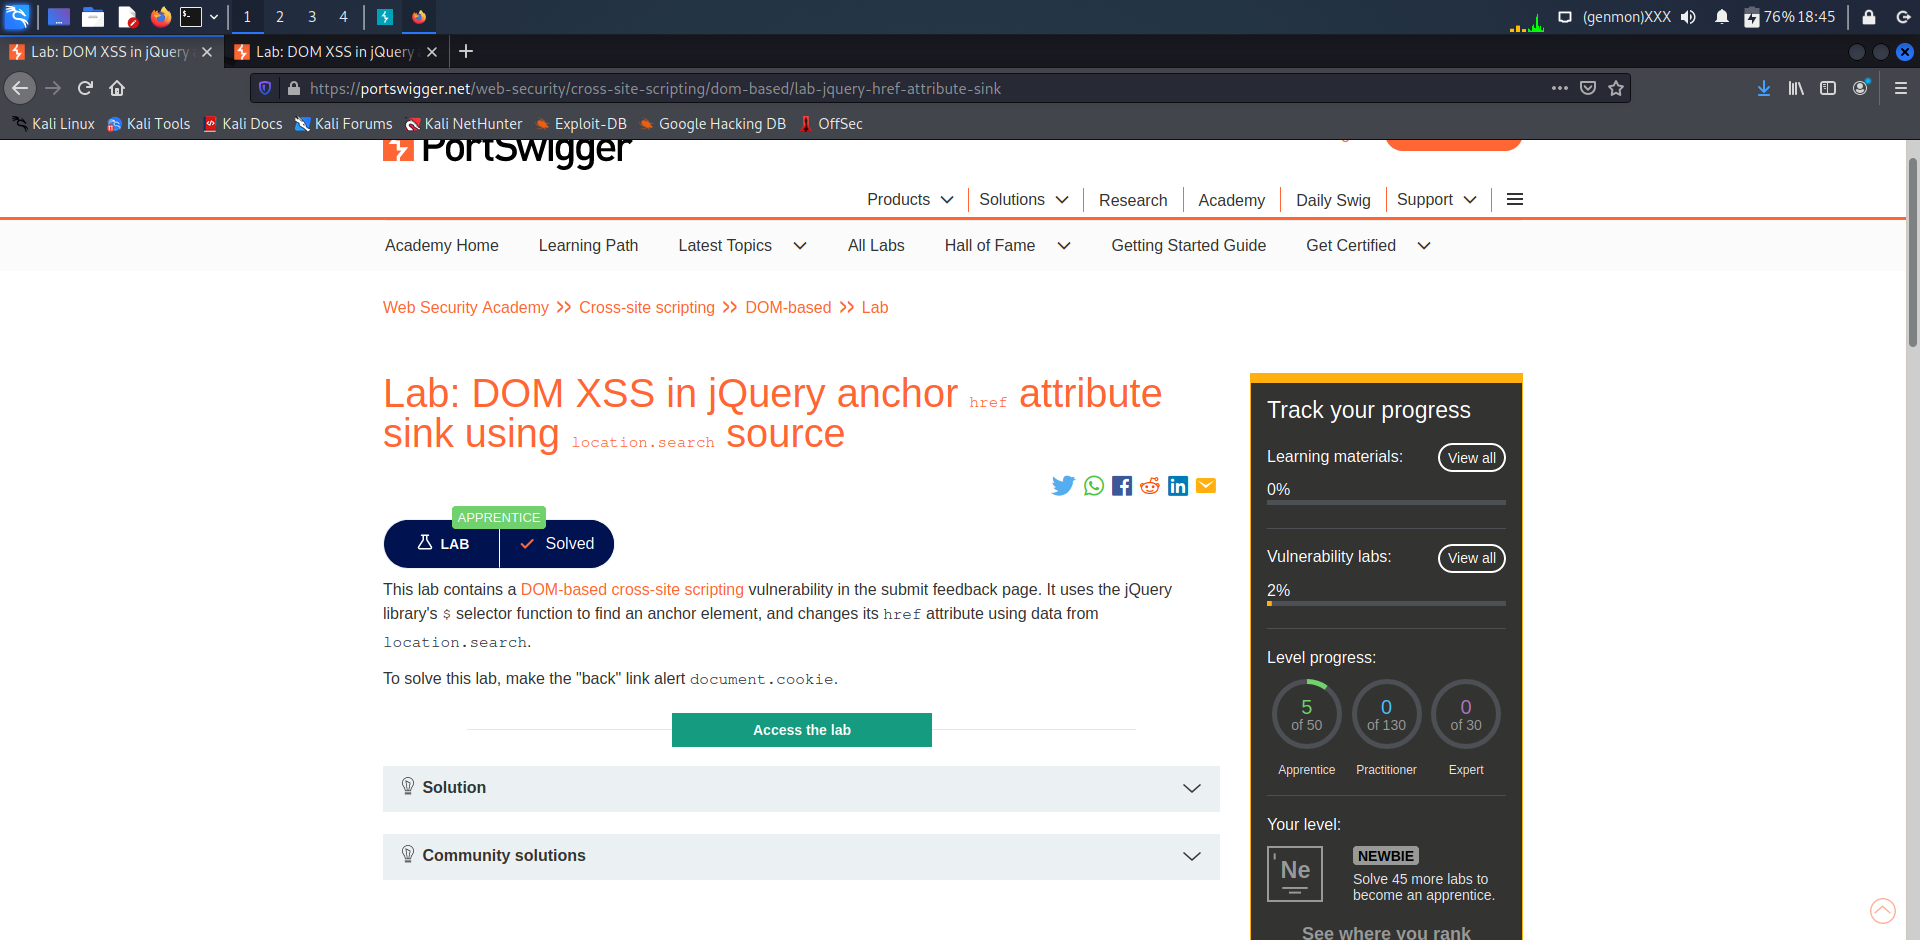 1 2 3 4 (genmon)XXX 76% 18:45
Lab: DOM XSS in jQuery Lab: DOM XSS in jQuery
https://portswigger.net/web-security/cross-site-scripting/dom-based/lab-jquery-href-attribute-sink
Kali Linux Kali Tools Kali Docs Kali Forums Kali NetHunter Exploit-DB Google Hacking DB OffSec
PortSwigger
Products Solutions Research Academy Daily Swig Support
Academy Home Learning Path Latest Topics All Labs Hall of Fame Getting Started Guide Get Certified
Web Security Academy >> Cross-site scripting >> DOM-based >> Lab
Lab: DOM XSS in jQuery anchor href attribute
sink using location.search source
APPRENTICE
LAB Solved
This lab contains a DOM-based cross-site scripting vulnerability in the submit feedback page. It uses the jQuery
library's $ selector function to find an anchor element, and changes its href attribute using data from
location.search.
To solve this lab, make the "back" link alert document.cookie.
Access the lab
Solution
Community solutions
Track your progress
Learning materials: View all
0%
Vulnerability labs: View all
2%
Level progress:
5 0 0
of 50 of 130 of 30
Apprentice Practitioner Expert
Your level:
Ne
NEWBIE
Solve 45 more labs to
become an apprentice.
See where you rank